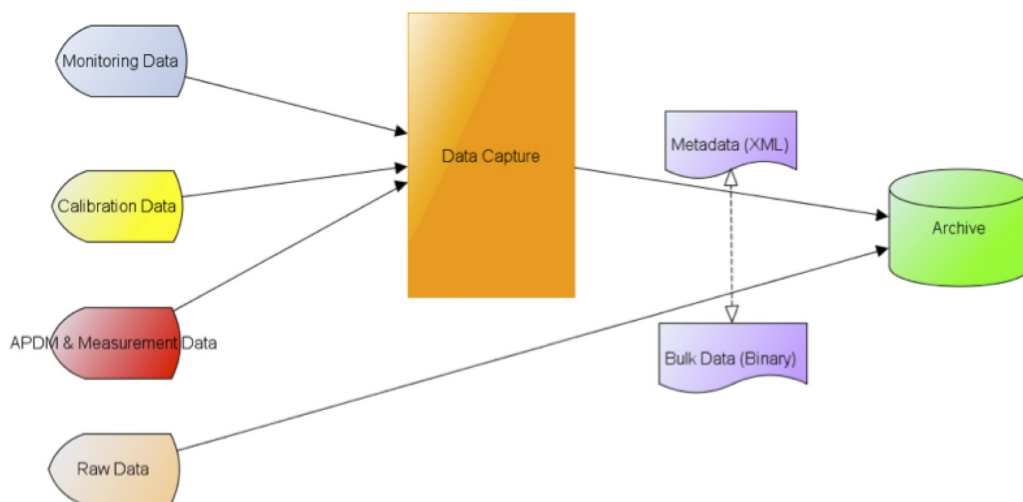 Monitoring Data
Data Capture
Metadata (XML)
Calibration Data
Archive
APDM & Measurement Data
Bulk Data (Binary)
Raw Data